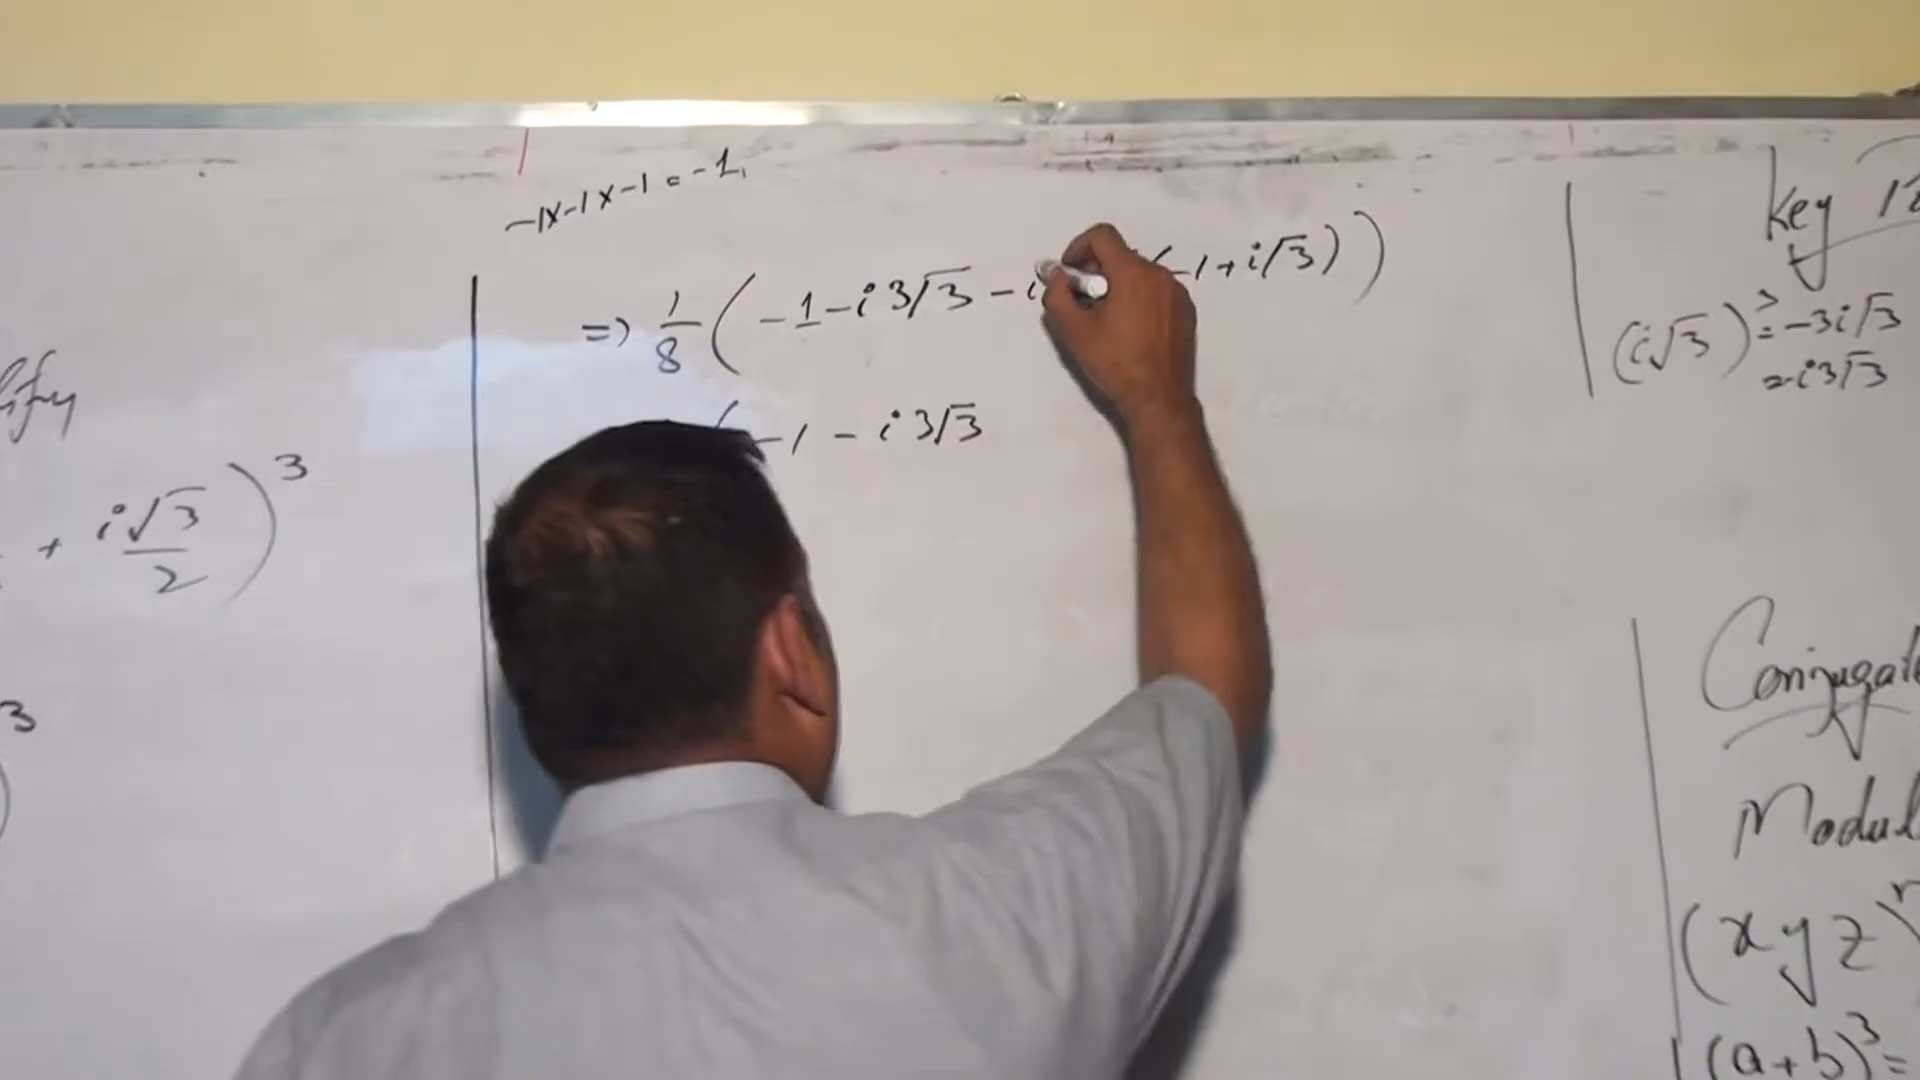 lify
+ i√3/2)³
3
-1x-1x-1 = -1,
=> 1/8 (-1-i3√3 -i (-1+i√3))
(-1 - i3√3
Key
(i√3)³ = -3i√3
= -i3√3
Conjugate
Modul
(xyz)ⁿ
(a+b)³=